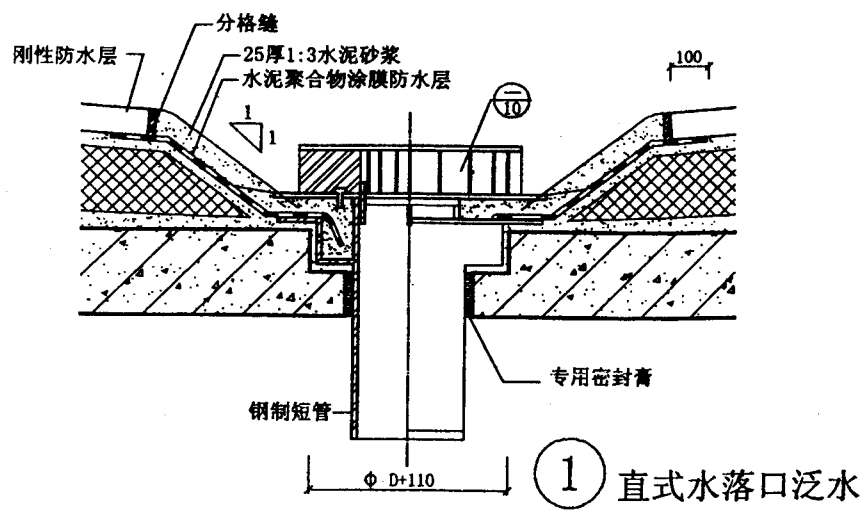 分格缝
刚性防水层
25厚1:3水泥砂浆
水泥聚合物涂膜防水层
100
一
10
1
1
专用密封膏
钢制短管
Φ D+110
1 直式水落口泛水